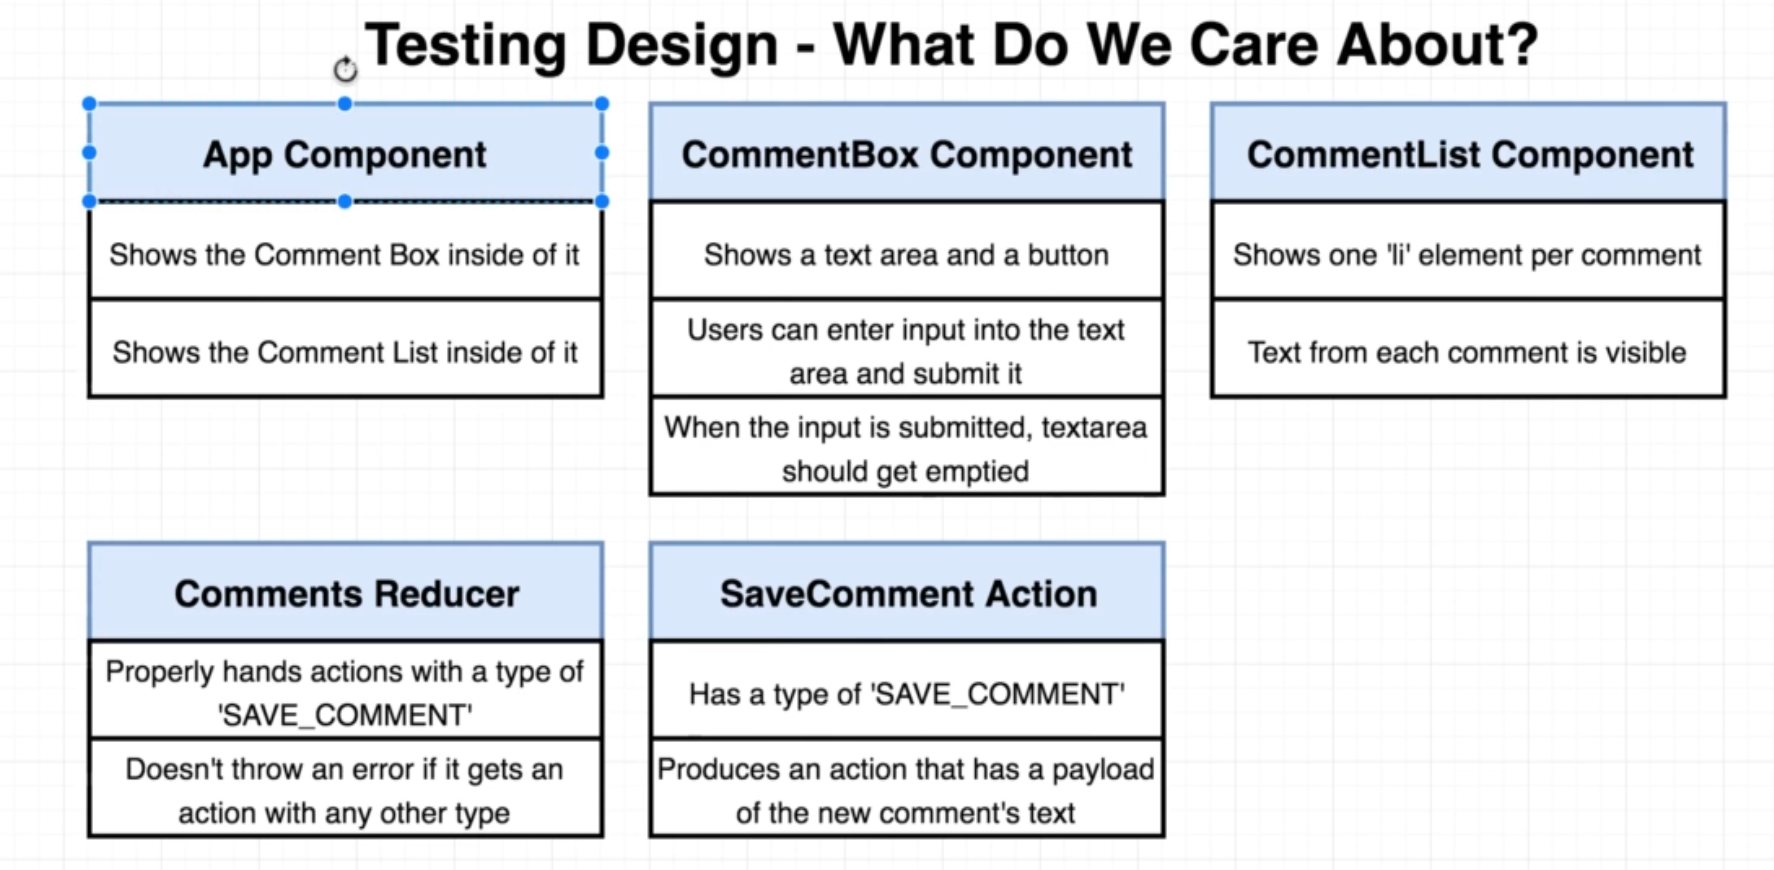 Testing Design - What Do We Care About?
App Component
Shows the Comment Box inside of it
Shows the Comment List inside of it
CommentBox Component
Shows a text area and a button
Users can enter input into the text
area and submit it
When the input is submitted, textarea
should get emptied
CommentList Component
Shows one 'li' element per comment
Text from each comment is visible
Comments Reducer
Properly hands actions with a type of
'SAVE_COMMENT'
Doesn't throw an error if it gets an
action with any other type
SaveComment Action
Has a type of 'SAVE_COMMENT'
Produces an action that has a payload
of the new comment's text